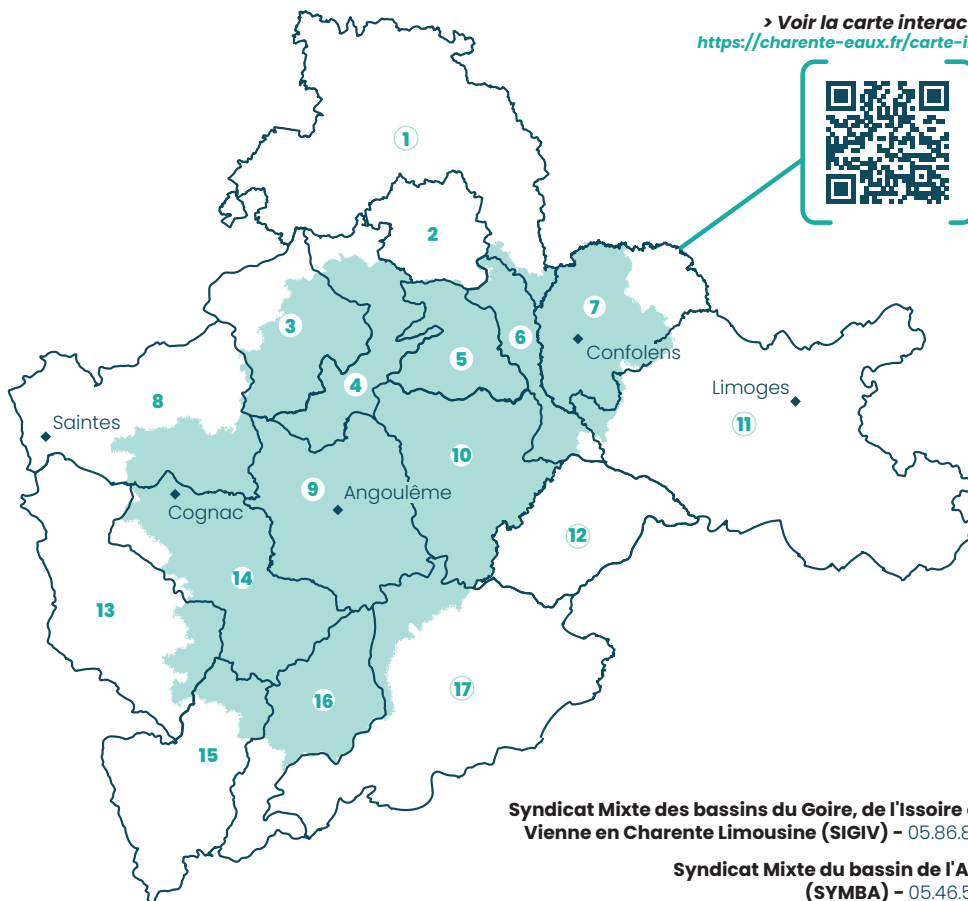 > Voir la carte interac
https://charente-eaux.fr/carte-i
1
2
3
4
5
6
7
Confolens
8
Saintes
Limoges
11
10
9
Angoulême
Cognac
12
14
13
17
16
15
Syndicat Mixte des bassins du Goire, de l'Issoire
Vienne en Charente Limousine (SIGIV) - 05.86.8
Syndicat Mixte du bassin de l'A
(SYMBA) - 05.46.5